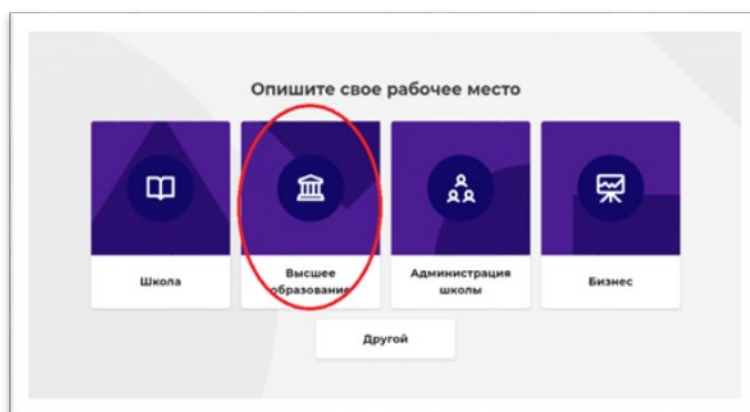 Опишите свое рабочее место
Школа
Высшее
образование
Администрация
школы
Бизнес
Другой